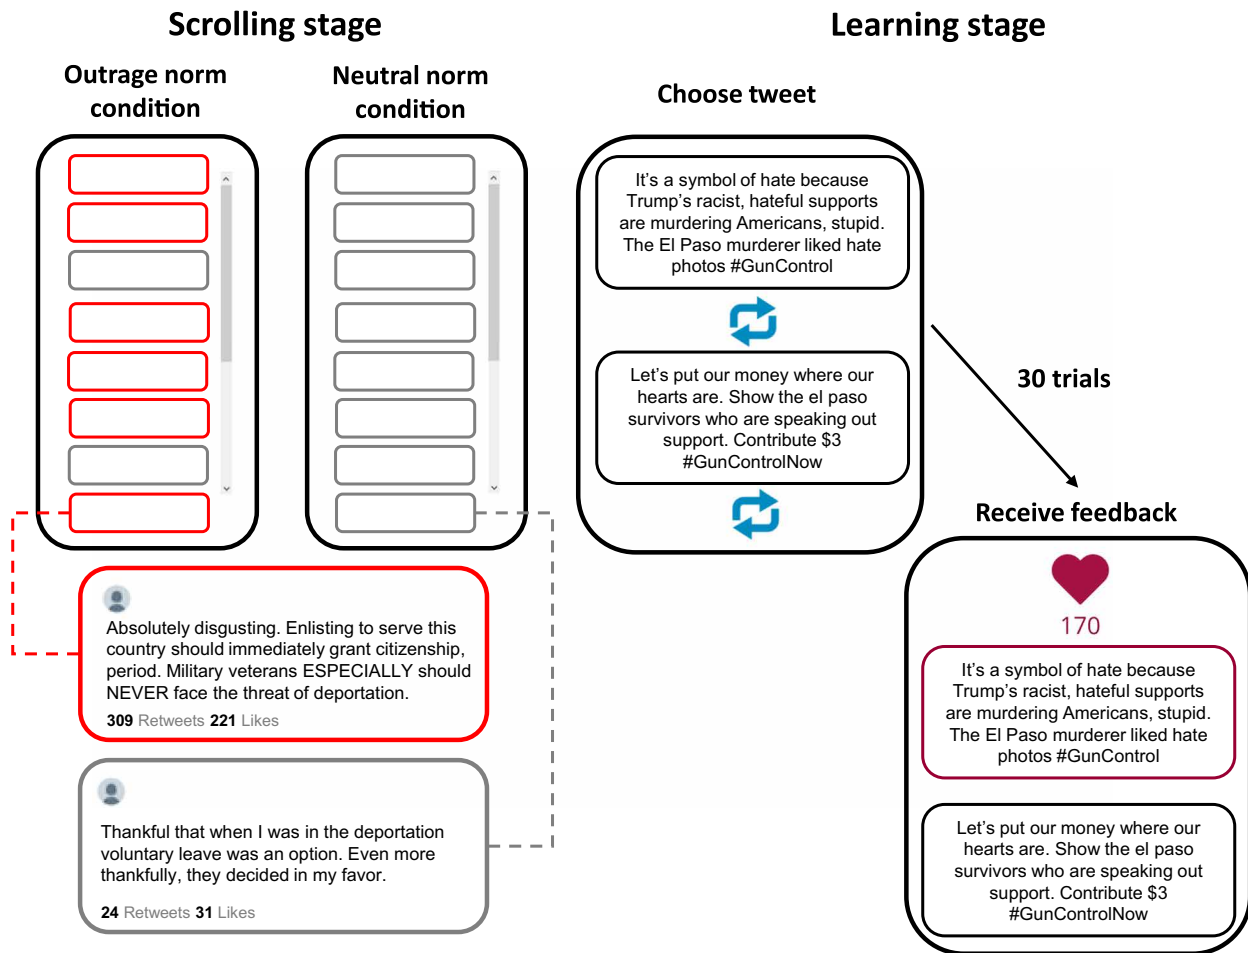 Scrolling stage
Learning stage
Outrage norm
condition
Neutral norm
condition
Choose tweet
It's a symbol of hate because
Trump's racist, hateful supports
are murdering Americans, stupid.
The El Paso murderer liked hate
photos #GunControl
Let's put our money where our
hearts are. Show the el paso
survivors who are speaking out
support. Contribute $3
#GunControlNow
30 trials
Receive feedback
170
It's a symbol of hate because
Trump's racist, hateful supports
are murdering Americans, stupid.
The El Paso murderer liked hate
photos #GunControl
Let's put our money where our
hearts are. Show the el paso
survivors who are speaking out
support. Contribute $3
#GunControlNow
Absolutely disgusting. Enlisting to serve this
country should immediately grant citizenship,
period. Military veterans ESPECIALLY should
NEVER face the threat of deportation.
309 Retweets 221 Likes
Thankful that when I was in the deportation
voluntary leave was an option. Even more
thankfully, they decided in my favor.
24 Retweets 31 Likes